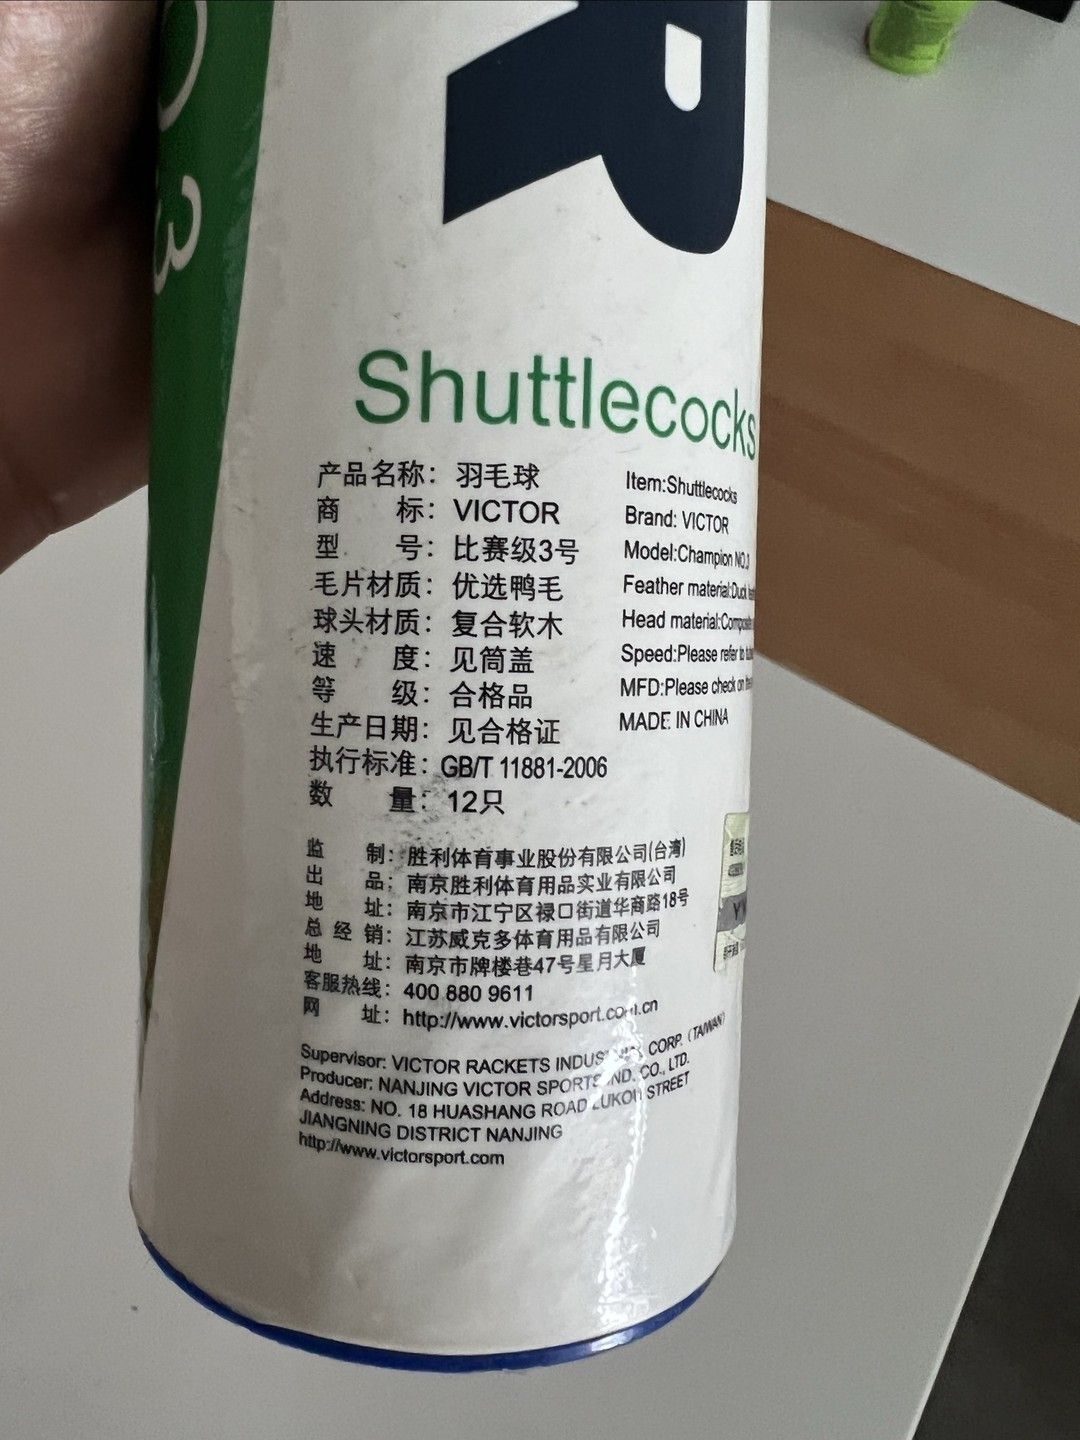 3
R
Shuttlecocks
产品名称：羽毛球
商 标：VICTOR
型 号：比赛级3号
毛片材质：优选鸭毛
球头材质：复合软木
速 度：见筒盖
等 级：合格品
生产日期：见合格证
执行标准：GB/T 11881-2006
数 量：12只
Item:Shuttlecocks
Brand: VICTOR
Model:Champion NO.3
Feather material:Duck
Head material:
Speed:Please refer to
MFD:Please check on
MADE IN CHINA
监 制：胜利体育事业股份有限公司(台湾)
出 品：南京胜利体育用品实业有限公司
地 址：南京市江宁区禄口街道华商路18号
总 经 销：江苏威克多体育用品有限公司
地 址：南京市牌楼巷47号星月大厦
客服热线：400 880 9611
网 址：http://www.victorsport.com.cn
Supervisor: VICTOR RACKETS CORP. (TAIWAN)
Producer: NANJING VICTOR SPORTS IND. CO., LTD.
Address: NO. 18 HUASHANG ROAD LUKOU STREET
JIANGNING DISTRICT NANJING
http://www.victorsport.com